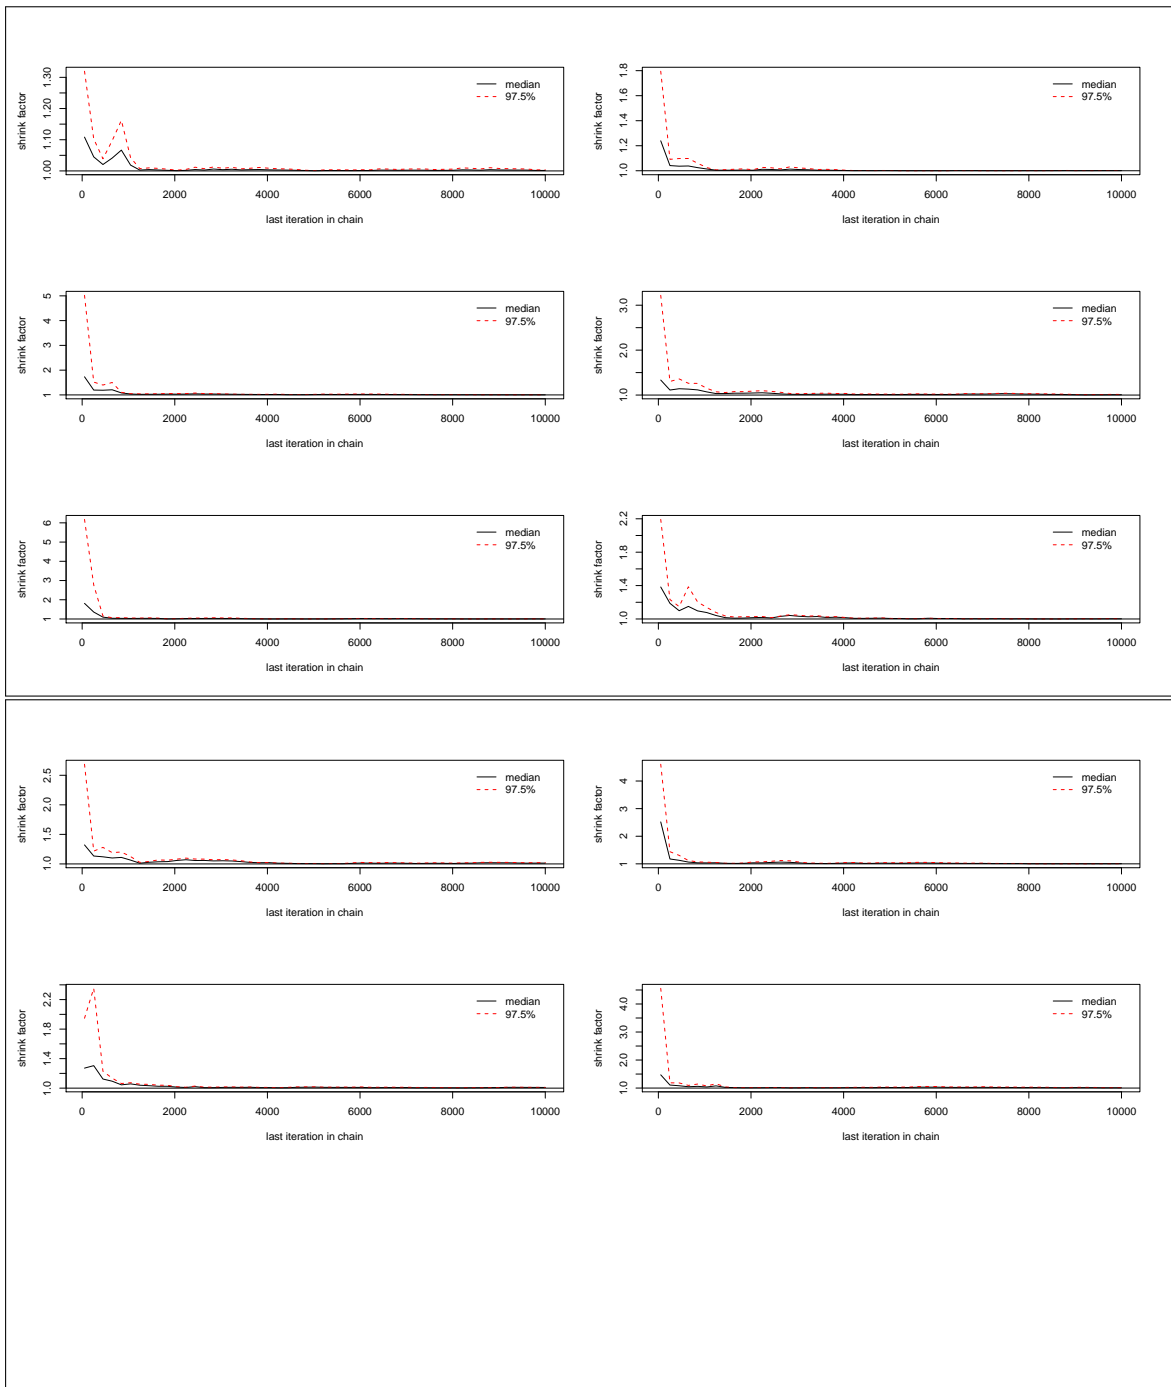 shrink factor
1.00 1.10 1.20 1.30
median
97.5%
0 2000 4000 6000 8000 10000
last iteration in chain
shrink factor
1.0 1.2 1.4 1.6 1.8
median
97.5%
0 2000 4000 6000 8000 10000
last iteration in chain
shrink factor
1 2 3 4 5
median
97.5%
0 2000 4000 6000 8000 10000
last iteration in chain
shrink factor
1.0 2.0 3.0
median
97.5%
0 2000 4000 6000 8000 10000
last iteration in chain
shrink factor
1 2 3 4 5 6
median
97.5%
0 2000 4000 6000 8000 10000
last iteration in chain
shrink factor
1.0 1.4 1.8 2.2
median
97.5%
0 2000 4000 6000 8000 10000
last iteration in chain
shrink factor
1.0 1.5 2.0 2.5
median
97.5%
0 2000 4000 6000 8000 10000
last iteration in chain
shrink factor
1 2 3 4
median
97.5%
0 2000 4000 6000 8000 10000
last iteration in chain
shrink factor
1.0 1.4 1.8 2.2
median
97.5%
0 2000 4000 6000 8000 10000
last iteration in chain
shrink factor
1.0 2.0 3.0 4.0
median
97.5%
0 2000 4000 6000 8000 10000
last iteration in chain